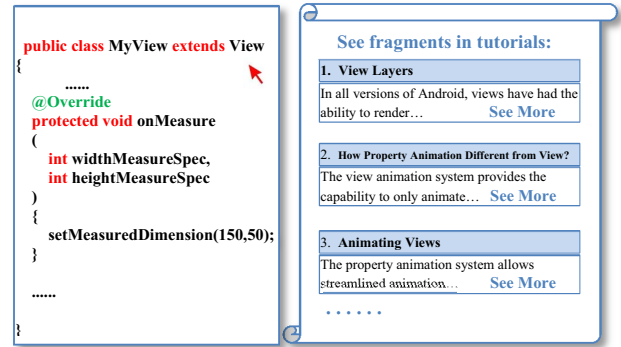 public class MyView extends View
{
......
@Override
protected void onMeasure
(
int widthMeasureSpec,
int heightMeasureSpec
)
{
setMeasuredDimension(150,50);
}
......
}
See fragments in tutorials:
1. View Layers
In all versions of Android, views have had the
ability to render… See More
2. How Property Animation Different from View?
The view animation system provides the
capability to only animate… See More
3. Animating Views
The property animation system allows
streamlined animation… See More
......